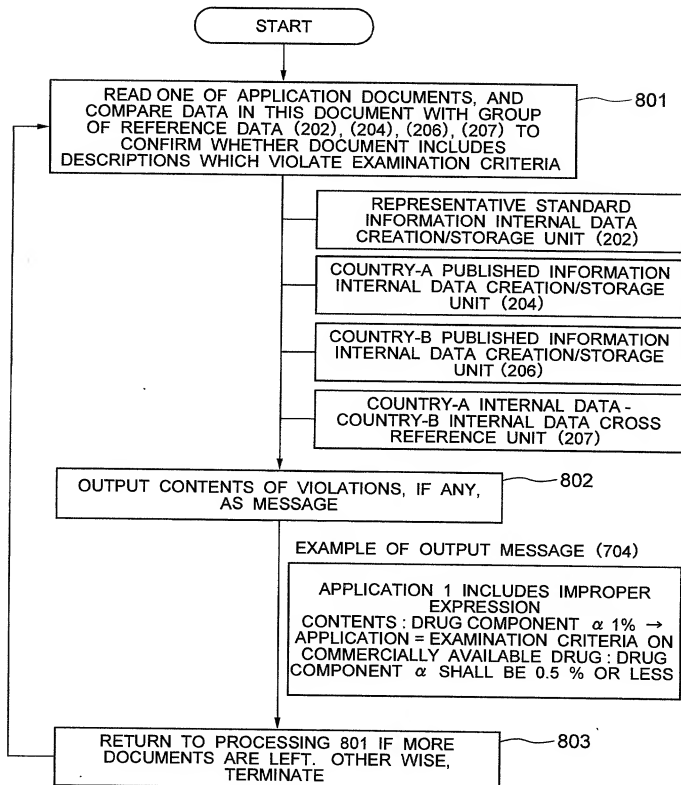 START
READ ONE OF APPLICATION DOCUMENTS, AND
COMPARE DATA IN THIS DOCUMENT WITH GROUP
OF REFERENCE DATA (202), (204), (206), (207) TO
CONFIRM WHETHER DOCUMENT INCLUDES
DESCRIPTIONS WHICH VIOLATE EXAMINATION CRITERIA
801
REPRESENTATIVE STANDARD
INFORMATION INTERNAL DATA
CREATION/STORAGE UNIT (202)
COUNTRY-A PUBLISHED INFORMATION
INTERNAL DATA CREATION/STORAGE
UNIT (204)
COUNTRY-B PUBLISHED INFORMATION
INTERNAL DATA CREATION/STORAGE
UNIT (206)
COUNTRY-A INTERNAL DATA -
COUNTRY-B INTERNAL DATA CROSS
REFERENCE UNIT (207)
OUTPUT CONTENTS OF VIOLATIONS, IF ANY,
AS MESSAGE
802
EXAMPLE OF OUTPUT MESSAGE (704)
APPLICATION 1 INCLUDES IMPROPER
EXPRESSION
CONTENTS : DRUG COMPONENT α 1% →
APPLICATION = EXAMINATION CRITERIA ON
COMMERCIALLY AVAILABLE DRUG : DRUG
COMPONENT α SHALL BE 0.5 % OR LESS
RETURN TO PROCESSING 801 IF MORE
DOCUMENTS ARE LEFT. OTHER WISE,
TERMINATE
803